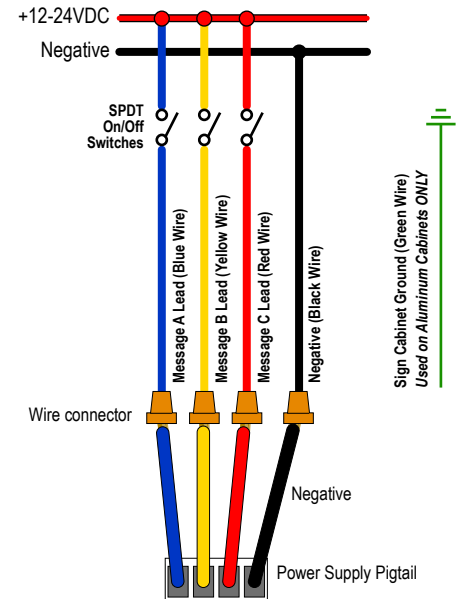 +12-24VDC
Negative
SPDT
On/Off
Switches
Message A Lead (Blue Wire)
Message B Lead (Yellow Wire)
Message C Lead (Red Wire)
Negative (Black Wire)
Sign Cabinet Ground (Green Wire)
Used on Aluminum Cabinets ONLY
Wire connector
Negative
Power Supply Pigtail